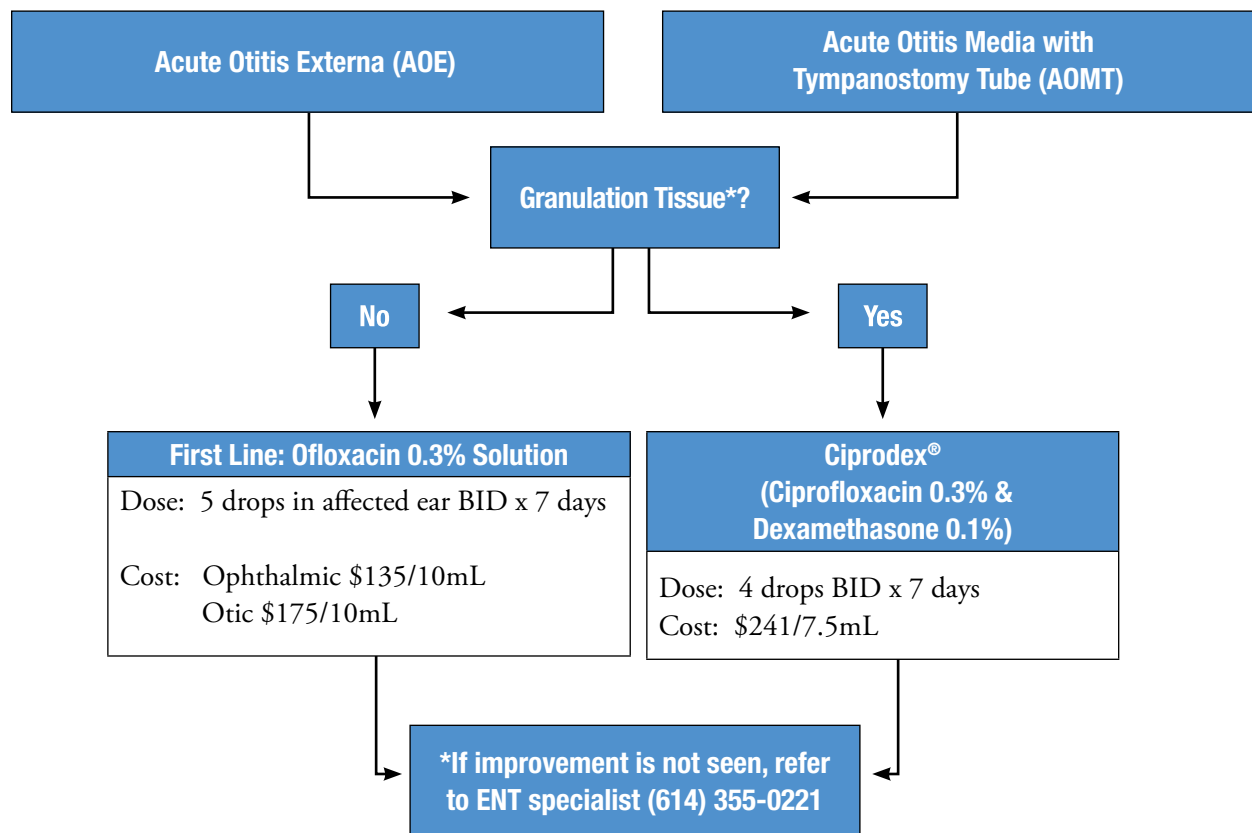 Acute Otitis Externa (AOE)
Acute Otitis Media with
Tympanostomy Tube (AOMT)
Granulation Tissue*?
No
Yes
First Line: Ofloxacin 0.3% Solution
Dose: 5 drops in affected ear BID x 7 days
Cost: Ophthalmic $135/10mL
Otic $175/10mL
Ciprodex®
(Ciprofloxacin 0.3% &
Dexamethasone 0.1%)
Dose: 4 drops BID x 7 days
Cost: $241/7.5mL
*If improvement is not seen, refer
to ENT specialist (614) 355-0221